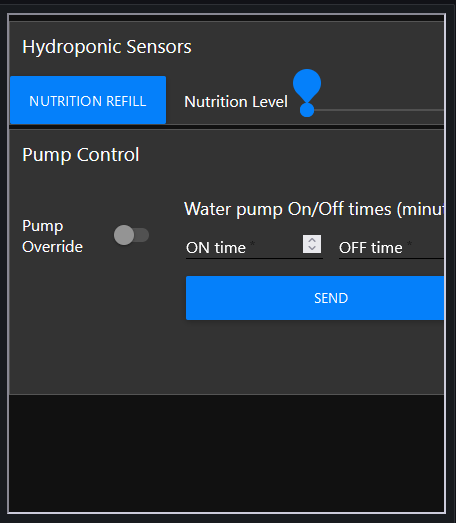 Hydroponic Sensors
NUTRITION REFILL
Nutrition Level
Pump Control
Pump
Override
Water pump On/Off times (minut
ON time *
OFF time *
SEND